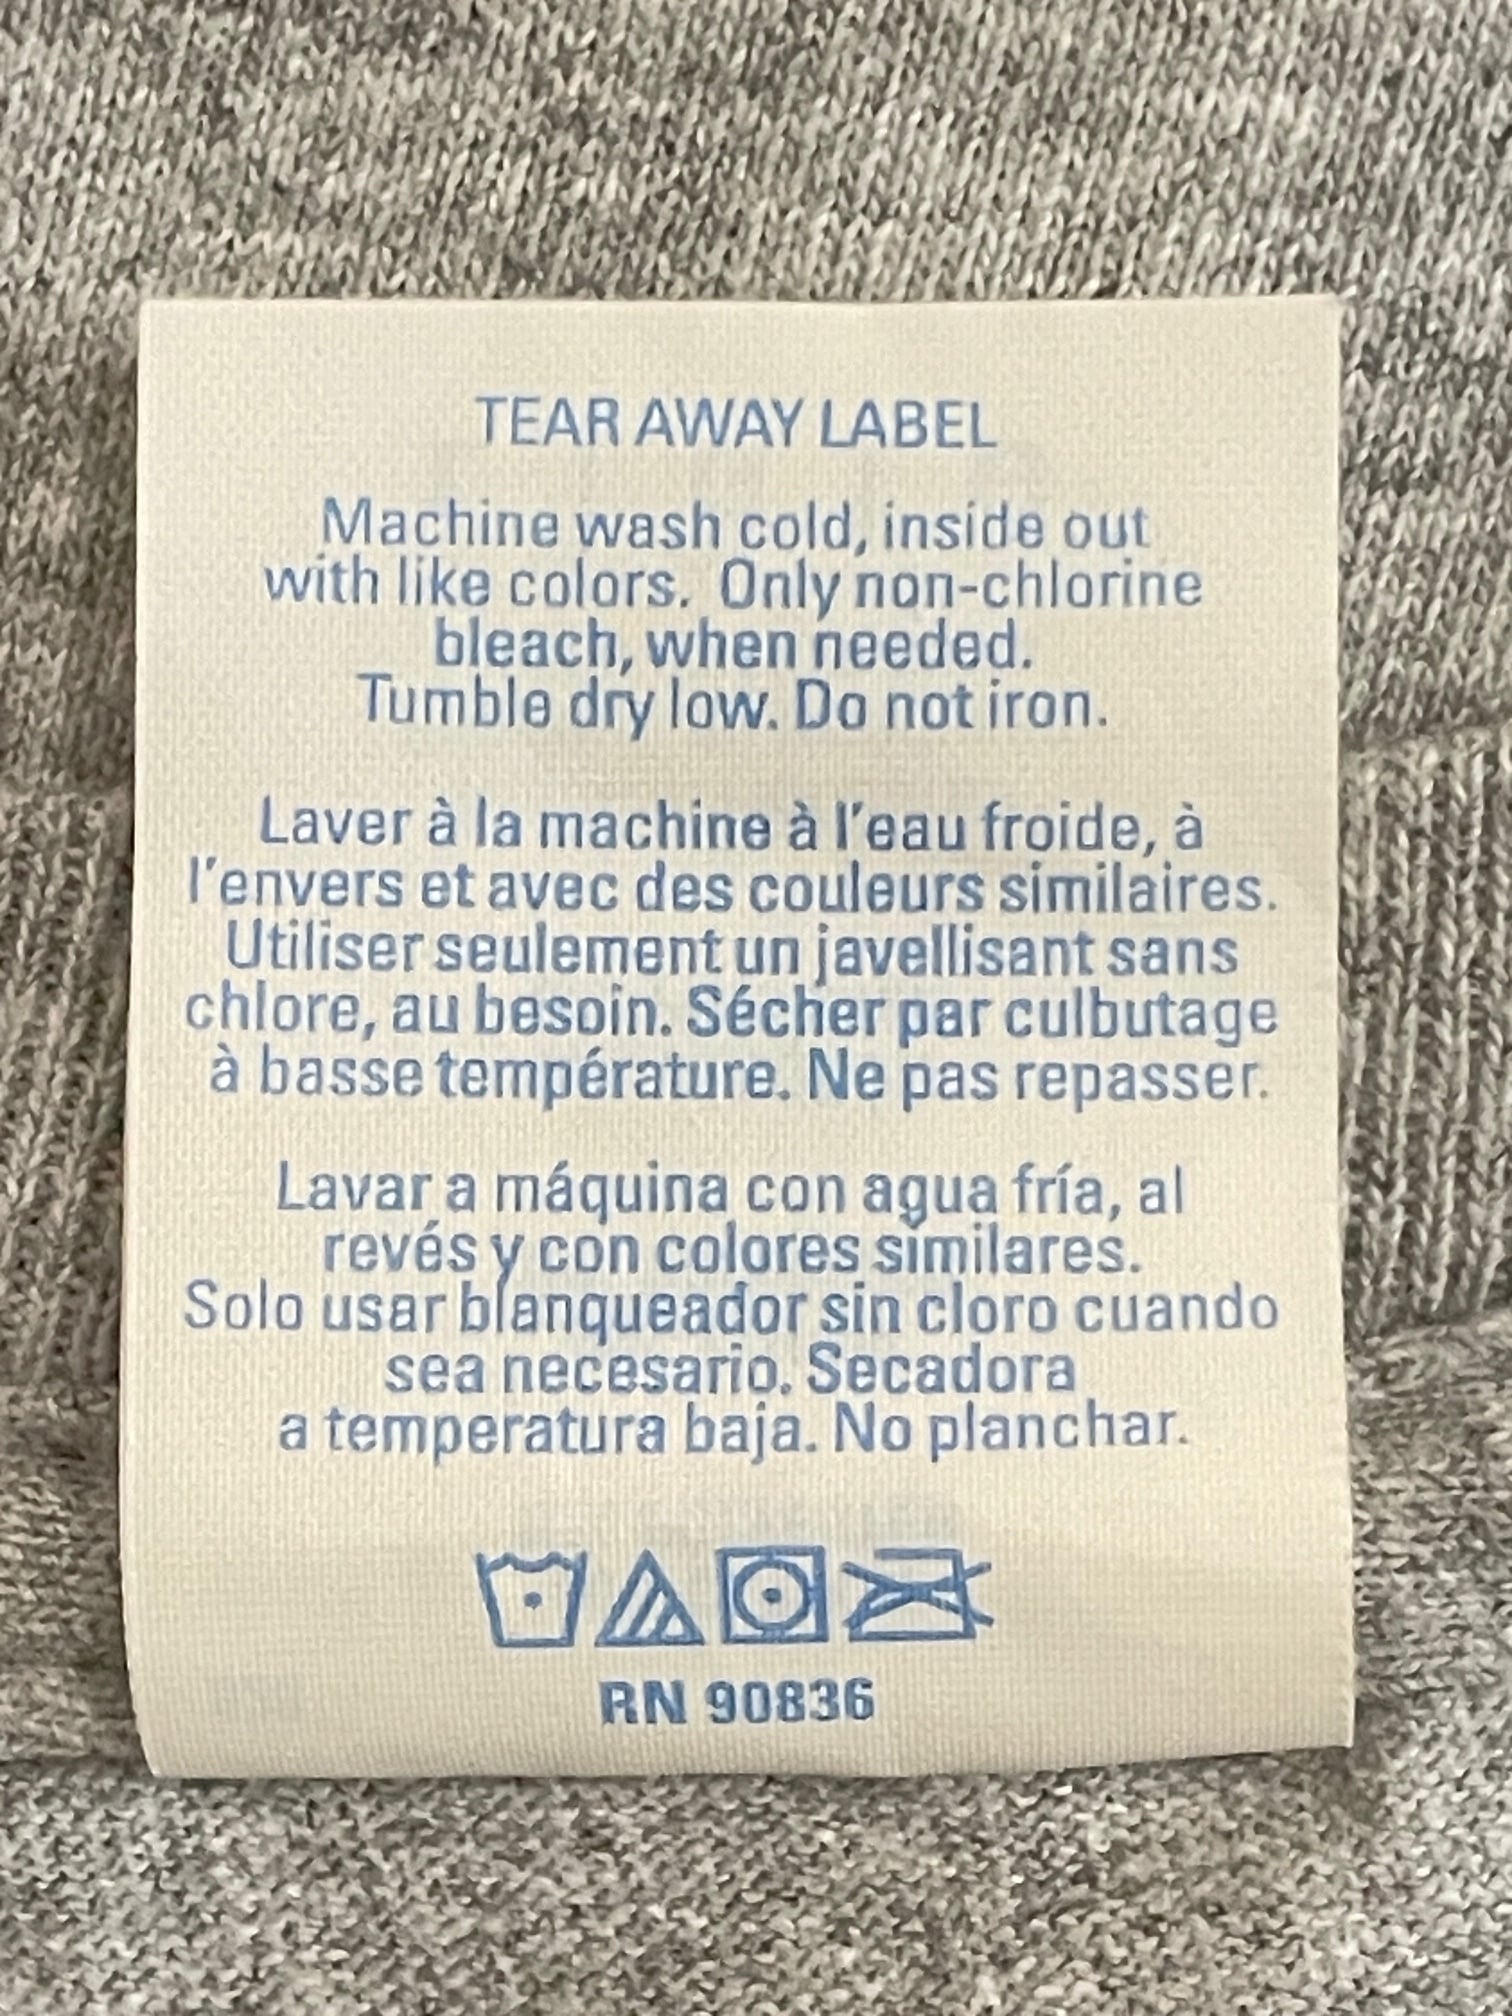 TEAR AWAY LABEL
Machine wash cold, inside out
with like colors. Only non-chlorine
bleach, when needed.
Tumble dry low. Do not iron.
Laver à la machine à l'eau froide, à
l'envers et avec des couleurs similaires.
Utiliser seulement un javellisant sans
chlore, au besoin. Sécher par culbutage
à basse température. Ne pas repasser.
Lavar a máquina con agua fría, al
revés y con colores similares.
Solo usar blanqueador sin cloro cuando
sea necesario. Secadora
a temperatura baja. No planchar.
RN 90836